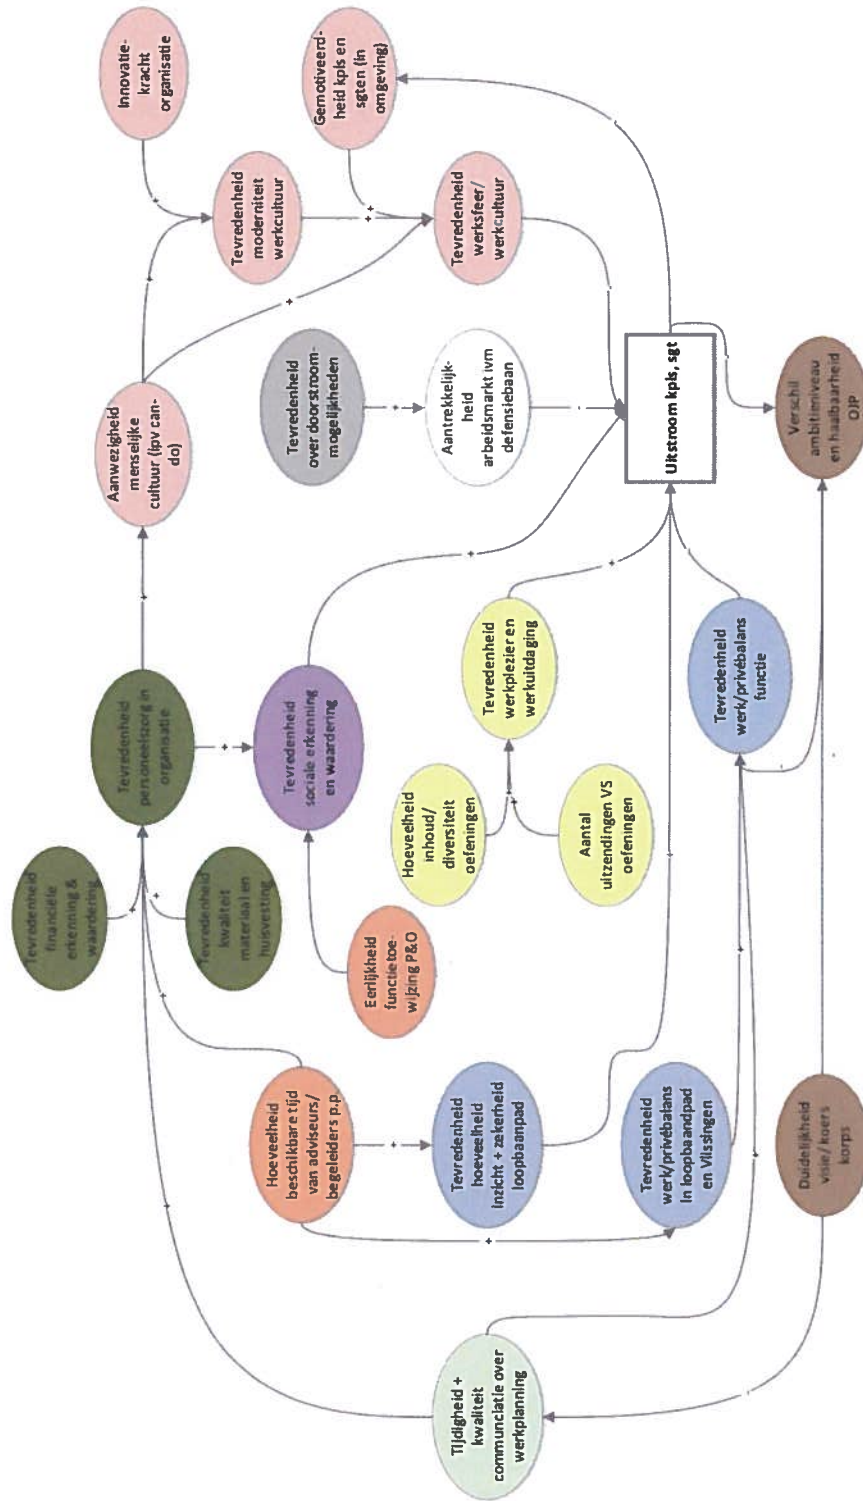 Tevredenheid
financiële
erkenning &
waardering
Tevredenheid
kwaliteit
materiaal en
huisvesting
Tevredenheid
personeelszorg in
organisatie
Aanwezigheid
menselijke
cultuur (ipv can-
do)
Innovatie-
kracht
organisatie
Tevredenheid
moderniteit
werkcultuur
Gemotiveerd-
heid kpls en
sgten (in
omgeving)
Hoeveelheid
beschikbare tijd
van adviseurs/
begeleiders p.p.
Eerlijkheid
functietoe-
wijzing P&O
Tevredenheid
sociale erkenning
en waardering
Tevredenheid
over doorstroom-
mogelijkheden
Tevredenheid
werksfeer/
werkcultuur
Tijdigheid +
kwaliteit
communciatie over
werkplanning
Tevredenheid
hoeveelheid
Inzicht + zekerheid
loopbaanpad
Hoeveelheid
inhoud/
diversiteit
oefeningen
Aantal
uitzendingen VS
oefeningen
Tevredenheid
werkplezier en
werkuitdaging
Aantrekkelijk-
heid
arbeidsmarkt ivm
defensiebaan
Tevredenheid
werk/privébalans
In loopbaandpad
en Vlissingen
Tevredenheid
werk/privébalans
functie
Uitstroom kpls, sgt
Duidelijkheid
visie/ koers
korps
Verschil
ambitieniveau
en haalbaarheid
OJP